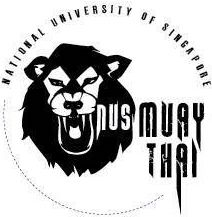 NATIONAL UNIVERSITY OF SINGAPORE
NUS MUAY
THAI